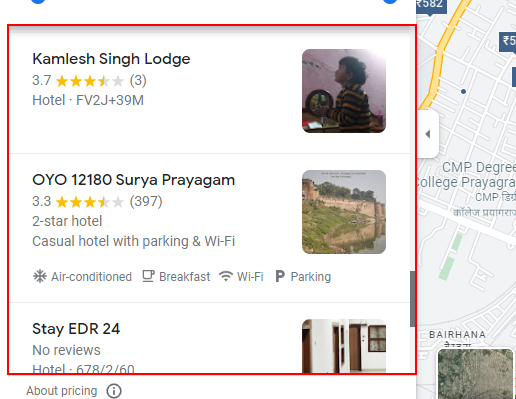 ₹582
Kamlesh Singh Lodge
3.7 (3)
Hotel · FV2J+39M
OYO 12180 Surya Prayagam
3.3 (397)
2-star hotel
Casual hotel with parking & Wi-Fi
Air-conditioned Breakfast Wi-Fi Parking
Stay EDR 24
No reviews
Hotel · 678/2/60
About pricing
₹5
CMP Degree
College Prayagra
CMP डिग्र
कॉलेज प्रयागराज
BAIRHANA